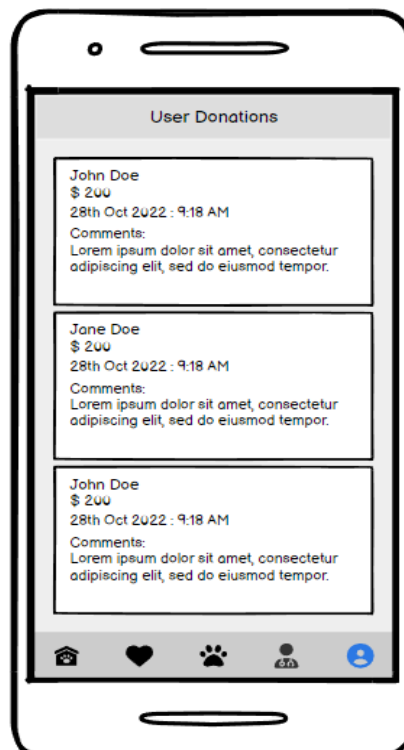 User Donations
John Doe
$ 200
28th Oct 2022 : 9:18 AM
Comments:
Lorem ipsum dolor sit amet, consectetur
adipiscing elit, sed do eiusmod tempor.
Jane Doe
$ 200
28th Oct 2022 : 9:18 AM
Comments:
Lorem ipsum dolor sit amet, consectetur
adipiscing elit, sed do eiusmod tempor.
John Doe
$ 200
28th Oct 2022 : 9:18 AM
Comments:
Lorem ipsum dolor sit amet, consectetur
adipiscing elit, sed do eiusmod tempor.